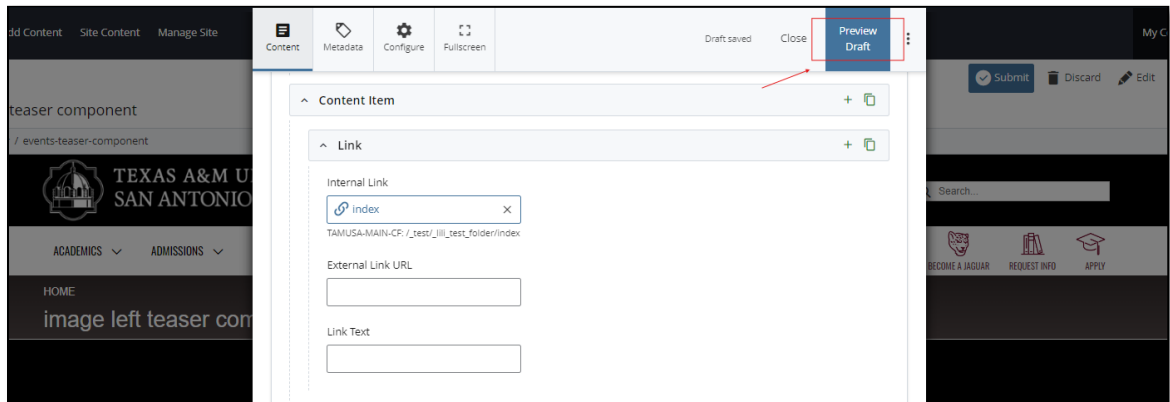 dd Content Site Content Manage Site
Content Metadata Configure Fullscreen
Draft saved Close Preview Draft
My C
Submit Discard Edit
teaser component
/ events-teaser-component
Content Item
Link
Internal Link
index
TAMUSA-MAIN-CF: /_test/_lili_test_folder/index
External Link URL
Link Text
TEXAS A&M U
SAN ANTONIO
Search...
ACADEMICS ADMISSIONS
BECOME A JAGUAR REQUEST INFO APPLY
HOME
image left teaser com